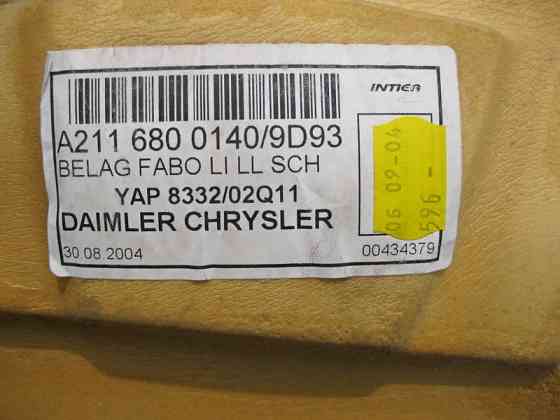 INTIER
A211 680 0140/9D93
BELAG FABO LI LL SCH
YAP 8332/02Q11
DAIMLER CHRYSLER
30.08.2004
00434379
06 09-04
596 -